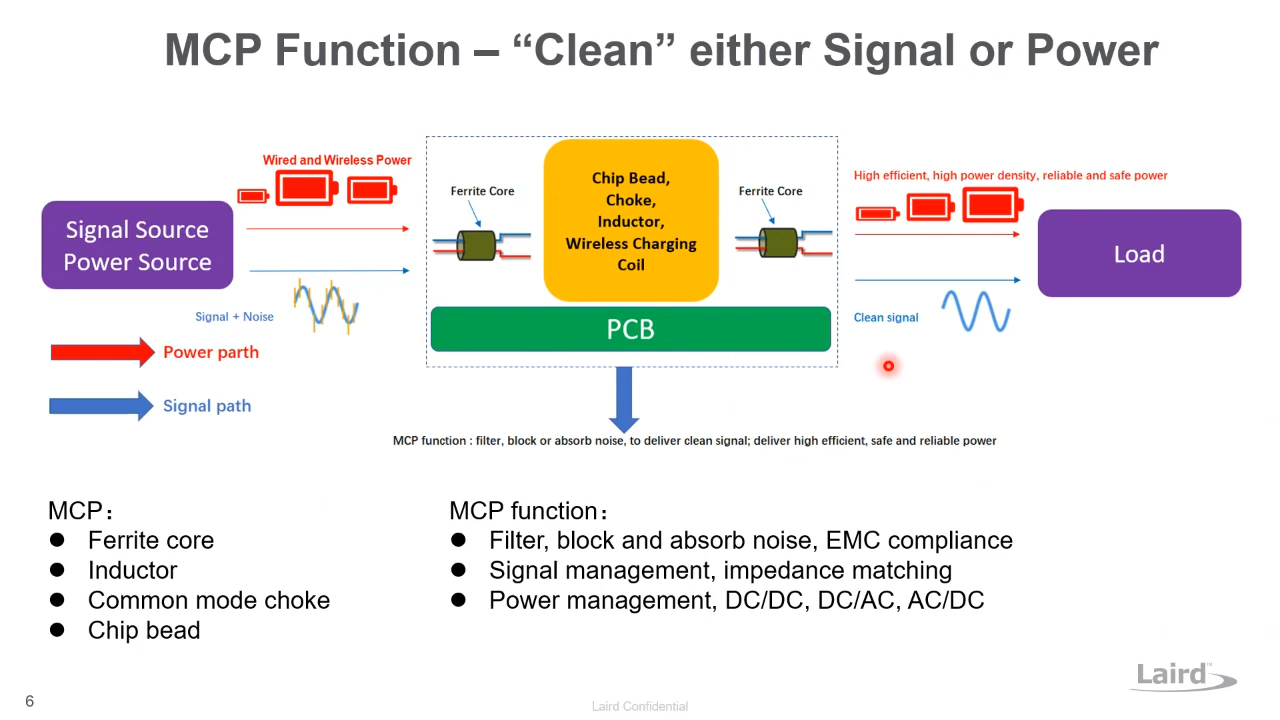 MCP Function – “Clean” either Signal or Power
Wired and Wireless Power
Signal Source
Power Source
Signal + Noise
Power parth
Signal path
Ferrite Core
Chip Bead,
Choke,
Inductor,
Wireless Charging
Coil
Ferrite Core
PCB
High efficient, high power density, reliable and safe power
Clean signal
Load
MCP function : filter, block or absorb noise, to deliver clean signal; deliver high efficient, safe and reliable power
MCP：
● Ferrite core
● Inductor
● Common mode choke
● Chip bead
MCP function：
● Filter, block and absorb noise, EMC compliance
● Signal management, impedance matching
● Power management, DC/DC, DC/AC, AC/DC
Laird™
6
Laird Confidential